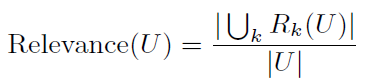 Relevance(U) = |⋃_k R_k(U)| / |U|